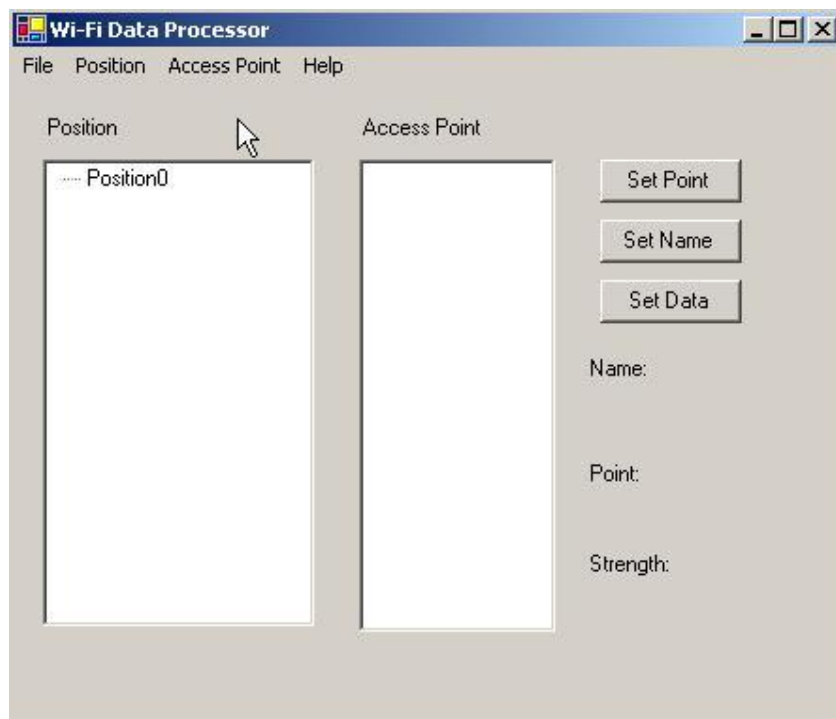 Wi-Fi Data Processor
File Position Access Point Help
Position Access Point
Position0
Set Point
Set Name
Set Data
Name:
Point:
Strength: